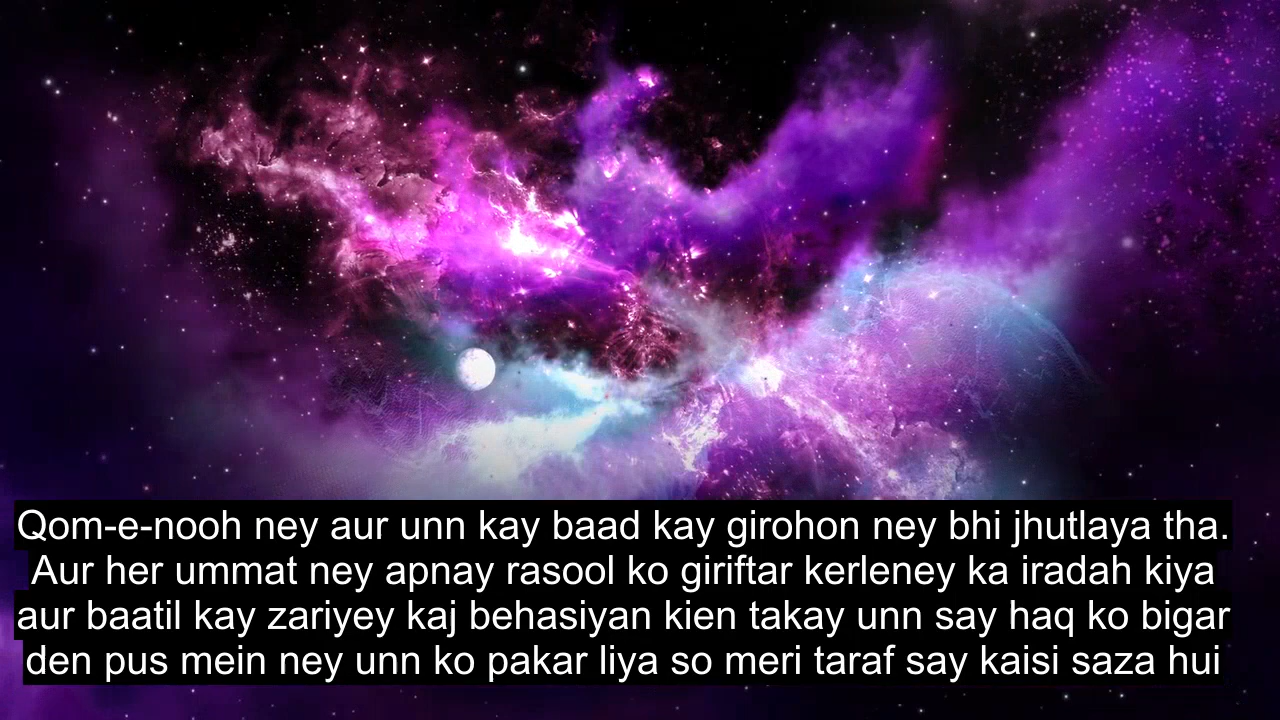 Qom-e-nooh ney aur unn kay baad kay girohon ney bhi jhutlaya tha.
Aur her ummat ney apnay rasool ko giriftar kerleney ka iradah kiya
aur baatil kay zariyey kaj behasiyan kien takay unn say haq ko bigar
den pus mein ney unn ko pakar liya so meri taraf say kaisi saza hui